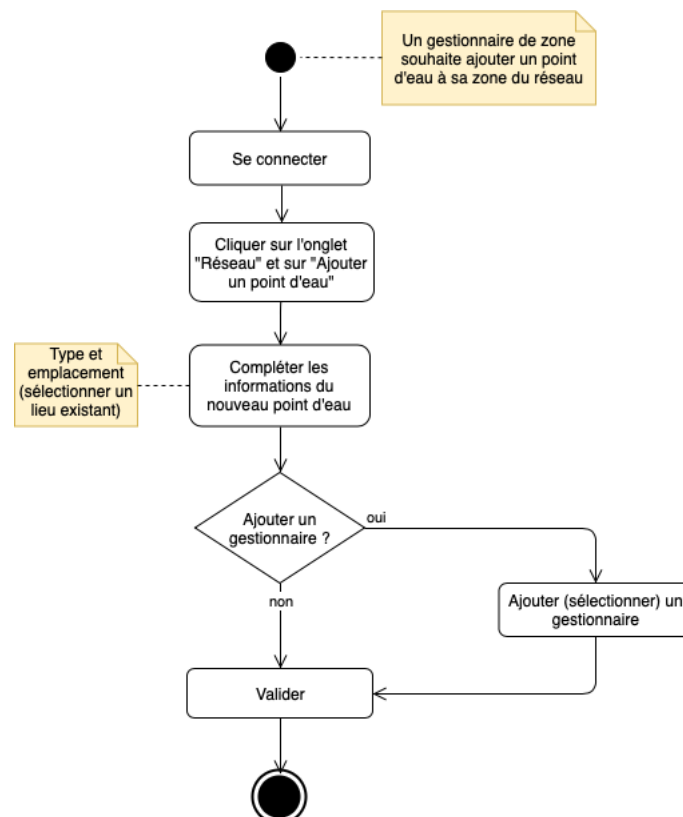 Un gestionnaire de zone
souhaite ajouter un point
d'eau à sa zone du réseau
Se connecter
Cliquer sur l'onglet
"Réseau" et sur "Ajouter
un point d'eau"
Type et
emplacement
(sélectionner un
lieu existant)
Compléter les
informations du
nouveau point d'eau
Ajouter un
gestionnaire ?
oui
non
Ajouter (sélectionner) un
gestionnaire
Valider